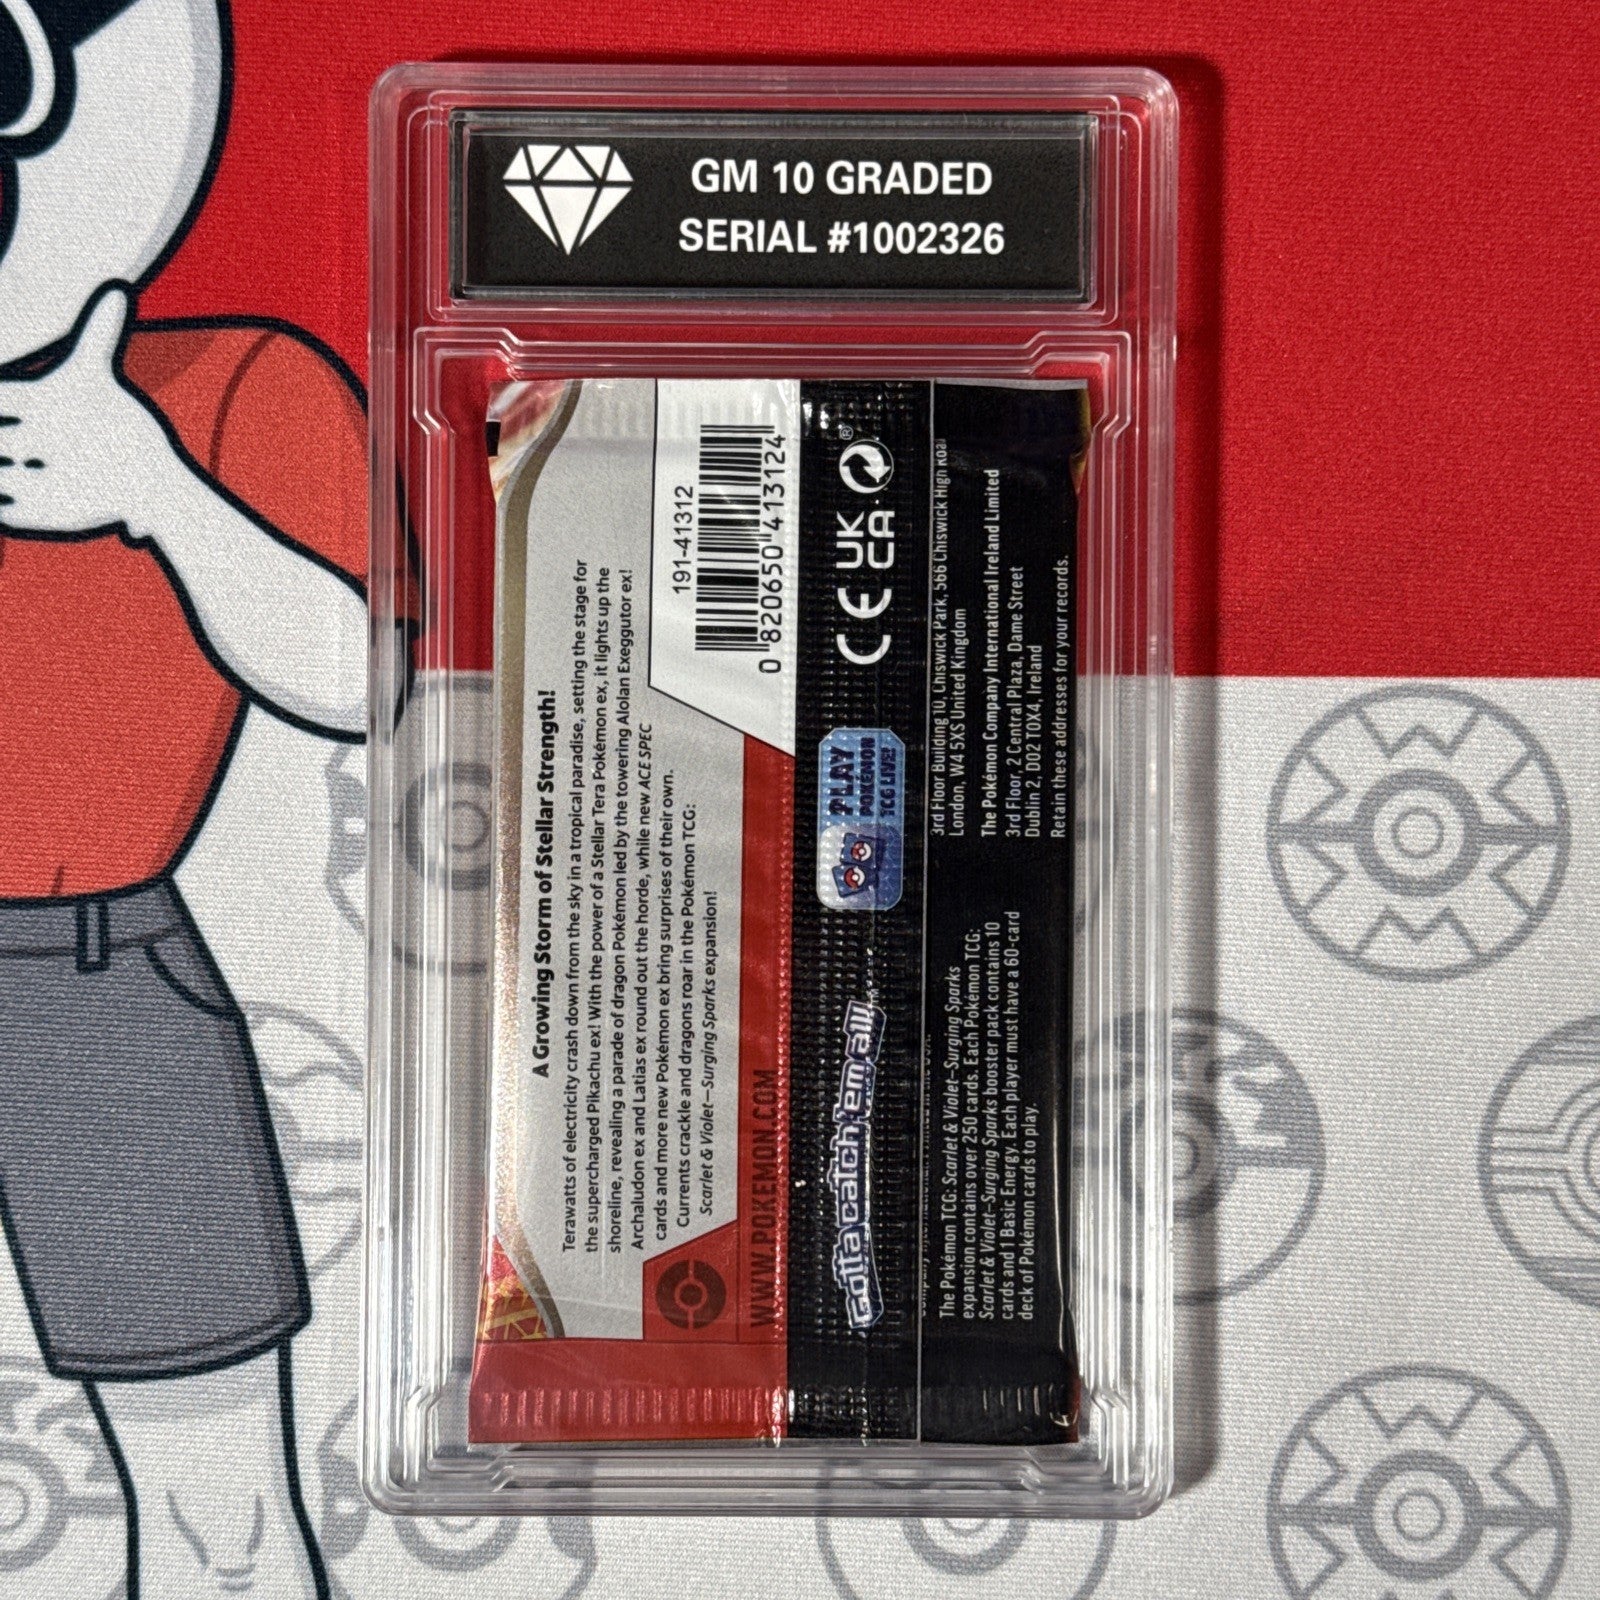 GM 10 GRADED
SERIAL #1002326
A Growing Storm of Stellar Strength!
Terawatts of electricity crash down from the sky in a tropical paradise, setting the stage for
the supercharged Pikachu ex! With the power of a Stellar Tera Pokémon ex, it lights up the
shoreline, revealing a parade of dragon Pokémon led by the towering Alolan Exeggutor ex!
Archaludon ex and Latias ex round out the horde, while new ACE SPEC
cards and more new Pokémon ex bring surprises of their own.
Currents crackle and dragons roar in the Pokémon TCG:
Scarlet & Violet—Surging Sparks expansion!
191-41312
0 820650 413124
WWW.POKEMON.COM
Gotta catch 'em all!
PLAY
POKÉMON
TCG LIVE!
CE UK
CA
®
3rd Floor Building 10, Chiswick Park, 566 Chiswick High Road
London, W4 5XS United Kingdom
The Pokémon Company International Ireland Limited
3rd Floor, 2 Central Plaza, Dame Street
Dublin 2, D02 T0X4, Ireland
Retain these addresses for your records.
The Pokémon TCG: Scarlet & Violet—Surging Sparks
expansion contains over 250 cards. Each Pokémon TCG:
Scarlet & Violet—Surging Sparks booster pack contains 10
cards and 1 Basic Energy. Each player must have a 60-card
deck of Pokémon cards to play.